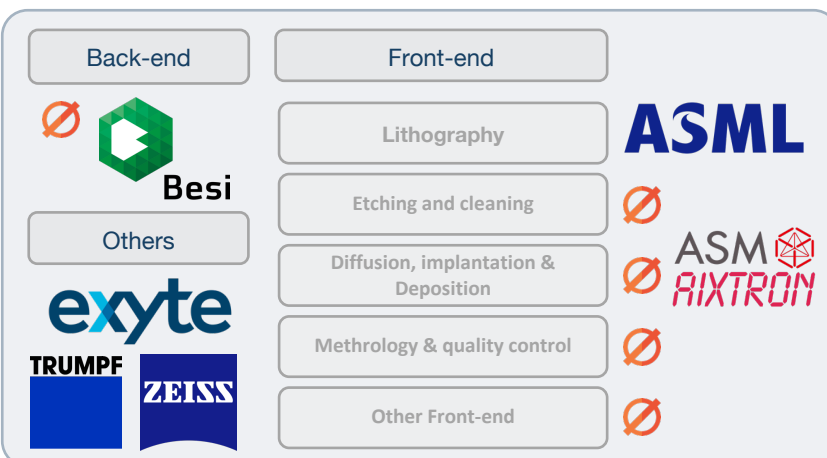 Back-end
Front-end
Besi
Lithography
ASML
Etching and cleaning
Others
Diffusion, implantation &
Deposition
ASM
AIXTRON
exyte
Methrology & quality control
TRUMPF
ZEISS
Other Front-end